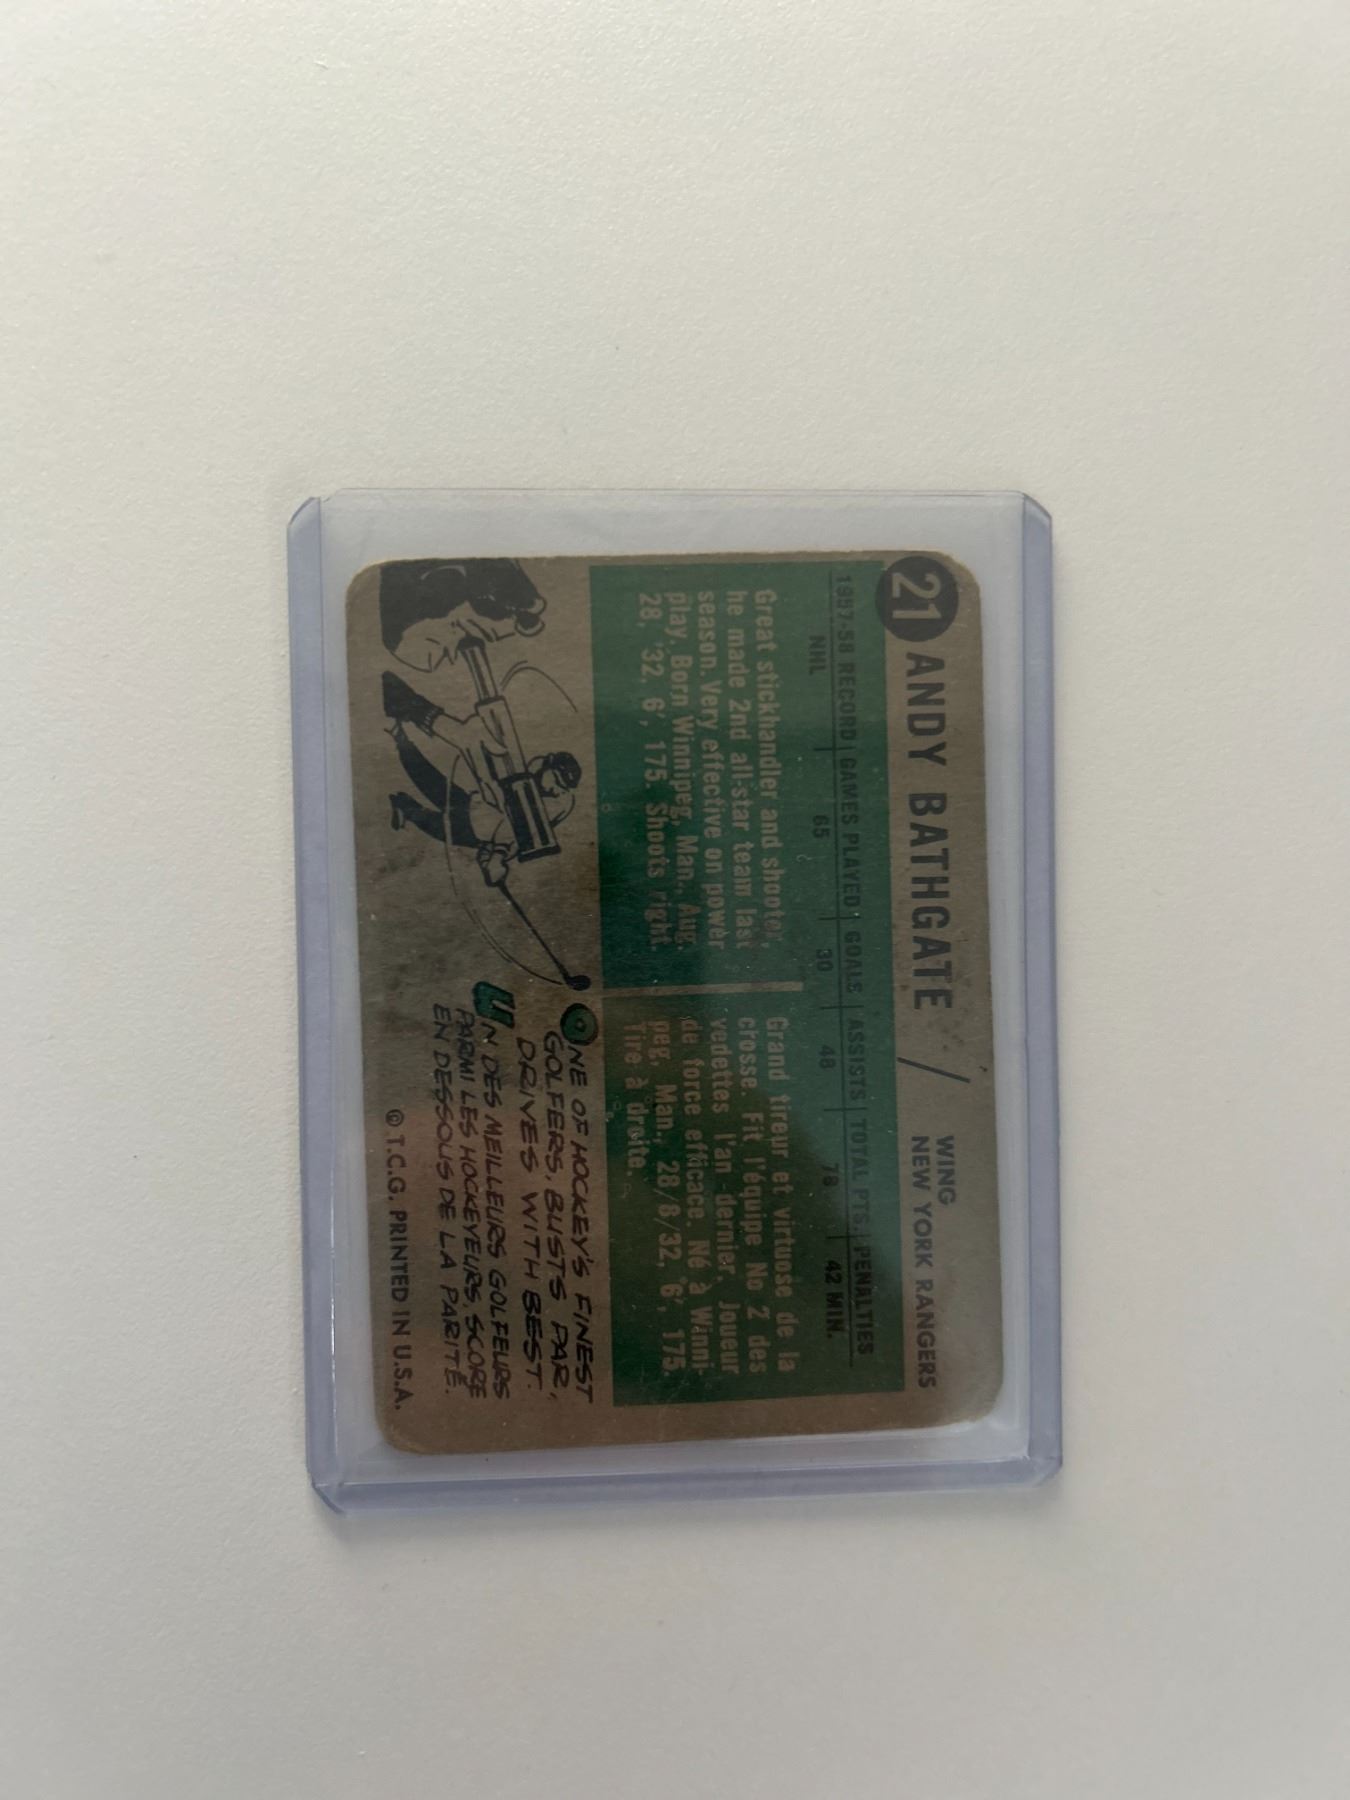 21 ANDY BATHGATE / WING
NEW YORK RANGERS
1957-58 RECORD | GAMES PLAYED | GOALS | ASSISTS | TOTAL PTS. | PENALTIES
NHL 65 30 48 78 42 MIN.
Great stickhandler and shooter,
he made 2nd all-star team last
season. Very effective on power
play. Born Winnipeg, Man., Aug.
28, '32, 6', 175. Shoots right.
Grand tireur et virtuose de la
crosse. Fit l'équipe No 2 des
vedettes l'an dernier. Joueur
de force efficace. Né à Winni-
peg, Man., 28/8/32, 6', 175.
Tire à droite.
ONE OF HOCKEY'S FINEST
GOLFERS, BUSTS PAR,
DRIVES WITH BEST.
UN DES MEILLEURS GOLFEURS
PARMI LES HOCKEYEURS, SCORE
EN DESSOUS DE LA PARITÉ.
© T.C.G. PRINTED IN U.S.A.